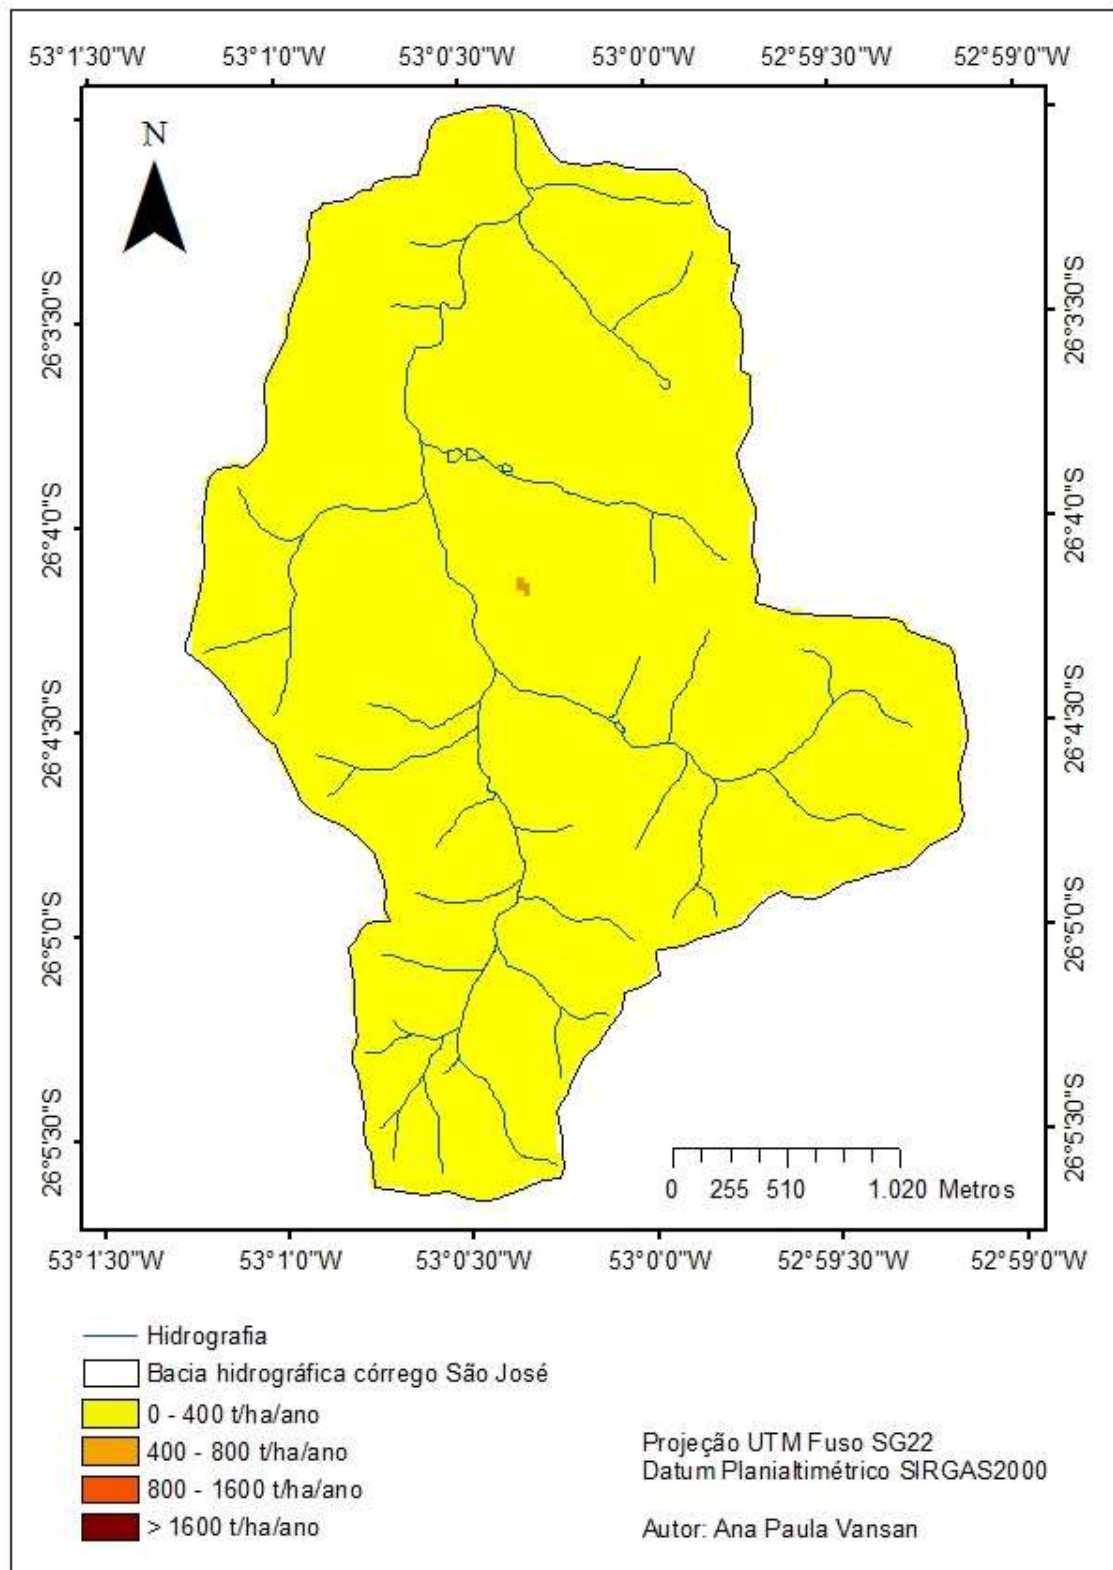 53°1'30"W 53°1'0"W 53°0'30"W 53°0'0"W 52°59'30"W 52°59'0"W
N
26°3'30"S 26°3'30"S
26°4'0"S 26°4'0"S
26°4'30"S 26°4'30"S
26°5'0"S 26°5'0"S
26°5'30"S 26°5'30"S
0 255 510 1.020 Metros
53°1'30"W 53°1'0"W 53°0'30"W 53°0'0"W 52°59'30"W 52°59'0"W
Hidrografia
Bacia hidrográfica córrego São José
0 - 400 t/ha/ano
400 - 800 t/ha/ano
800 - 1600 t/ha/ano
> 1600 t/ha/ano
Projeção UTM Fuso SG22
Datum Planialtimétrico SIRGAS2000
Autor: Ana Paula Vansan